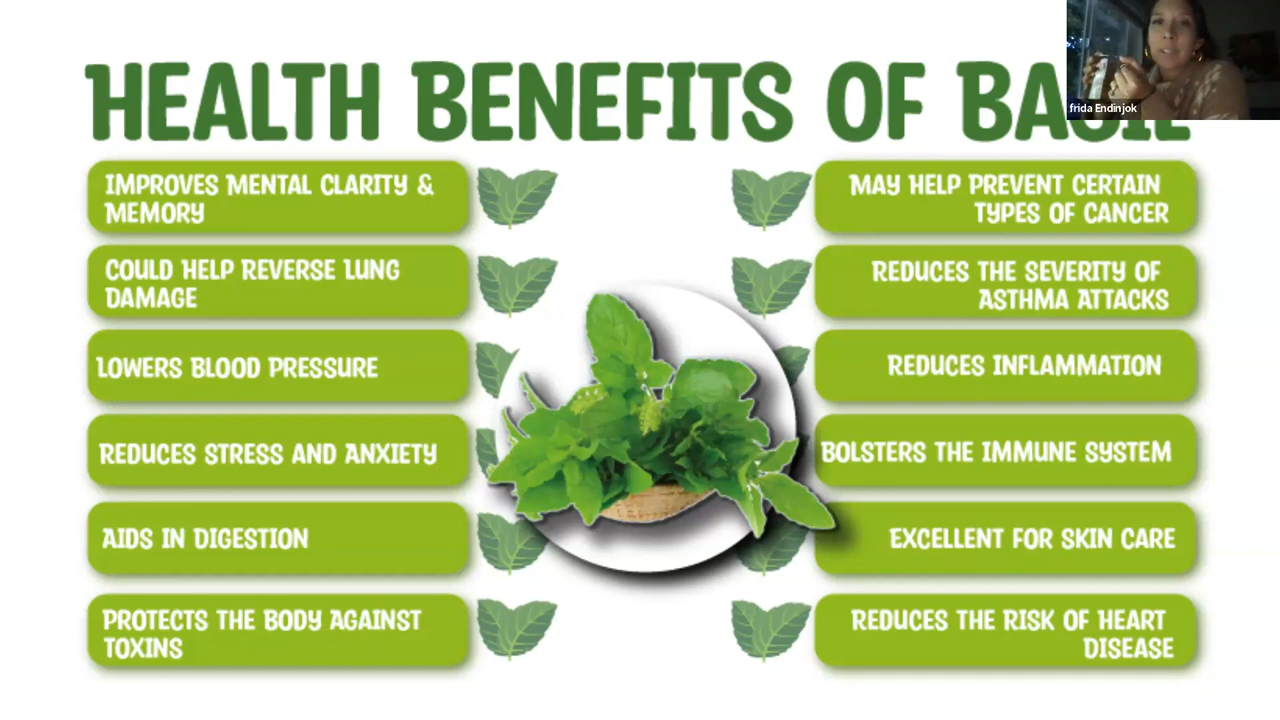 HEALTH BENEFITS OF BASIL
frida Endinjok
IMPROVES MENTAL CLARITY &
MEMORY
COULD HELP REVERSE LUNG
DAMAGE
LOWERS BLOOD PRESSURE
REDUCES STRESS AND ANXIETY
AIDS IN DIGESTION
PROTECTS THE BODY AGAINST
TOXINS
MAY HELP PREVENT CERTAIN
TYPES OF CANCER
REDUCES THE SEVERITY OF
ASTHMA ATTACKS
REDUCES INFLAMMATION
BOLSTERS THE IMMUNE SYSTEM
EXCELLENT FOR SKIN CARE
REDUCES THE RISK OF HEART
DISEASE